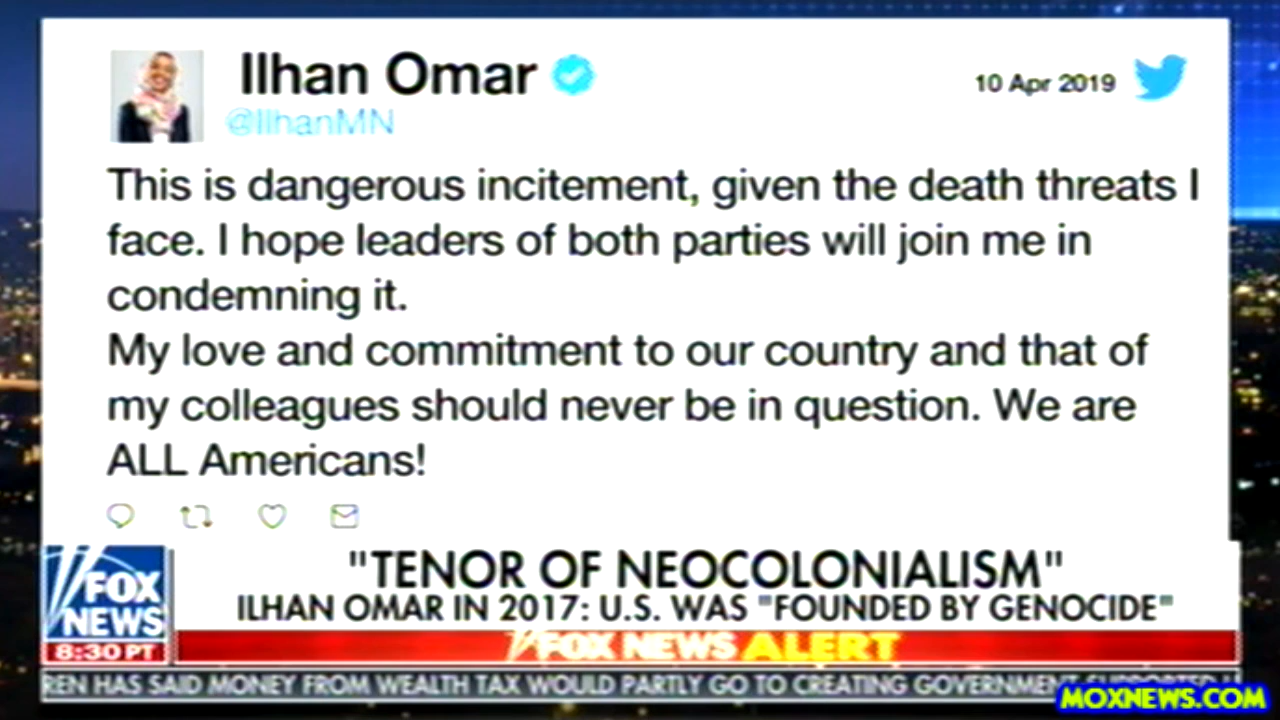 Ilhan Omar
@IlhanMN
10 Apr 2019
This is dangerous incitement, given the death threats I
face. I hope leaders of both parties will join me in
condemning it.
My love and commitment to our country and that of
my colleagues should never be in question. We are
ALL Americans!
"TENOR OF NEOCOLONIALISM"
ILHAN OMAR IN 2017: U.S. WAS "FOUNDED BY GENOCIDE"
FOX
NEWS
8:30 PT
FOX NEWS ALERT
REN HAS SAID MONEY FROM WEALTH TAX WOULD PARTLY GO TO CREATING GOVERNMENT
MOXNEWS.COM